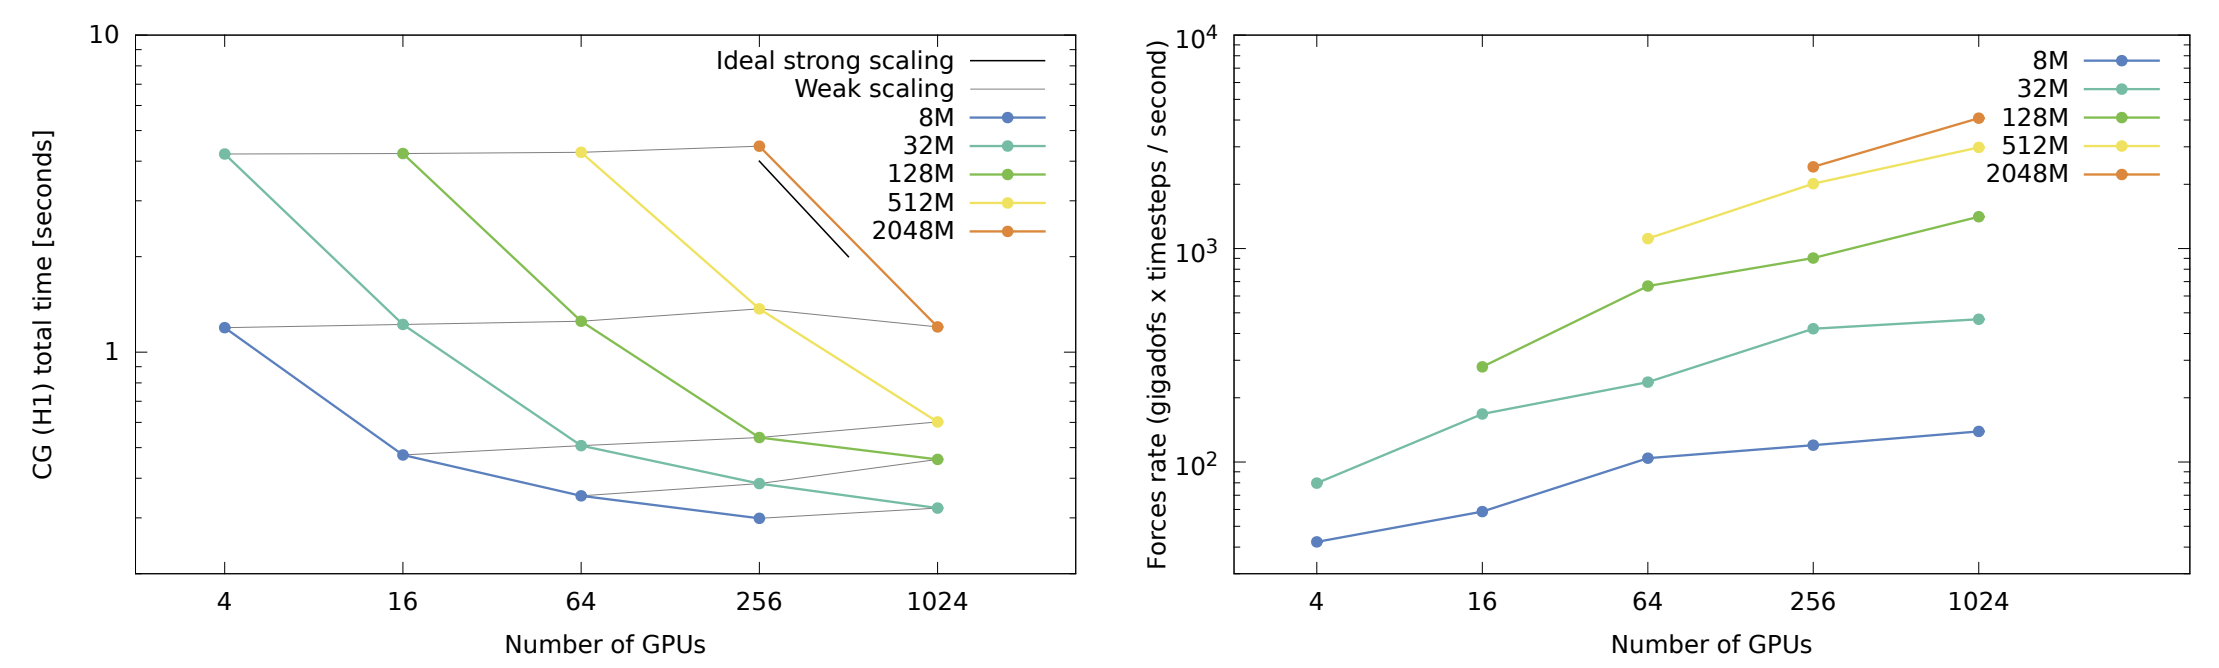 10
1
CG (H1) total time [seconds]
Ideal strong scaling
Weak scaling
8M
32M
128M
512M
2048M
4 16 64 256 1024
Number of GPUs
10^4
10^3
10^2
Forces rate (gigadofs x timesteps / second)
8M
32M
128M
512M
2048M
4 16 64 256 1024
Number of GPUs